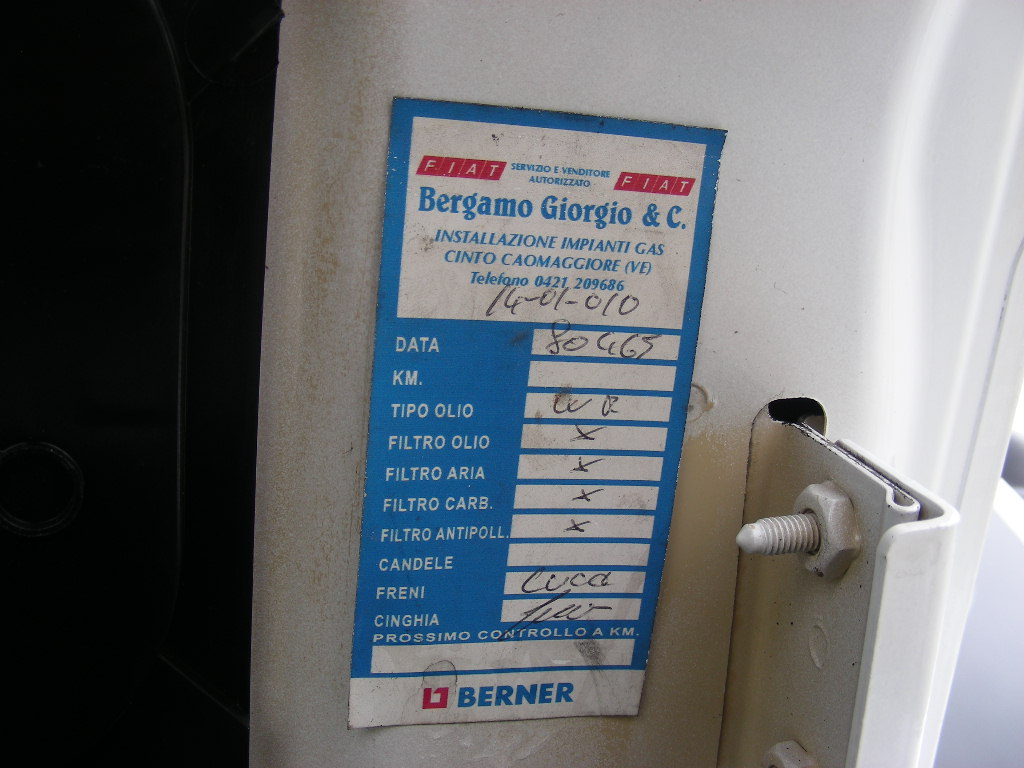 FIAT SERVIZIO E VENDITORE FIAT
AUTORIZZATO
Bergamo Giorgio & C.
INSTALLAZIONE IMPIANTI GAS
CINTO CAOMAGGIORE (VE)
Telefono 0421 209686
14-01-010
DATA 80465
KM.
TIPO OLIO
FILTRO OLIO X
FILTRO ARIA X
FILTRO CARB. X
FILTRO ANTIPOLL. X
CANDELE
FRENI Luca
CINGHIA
PROSSIMO CONTROLLO A KM.
BERNER